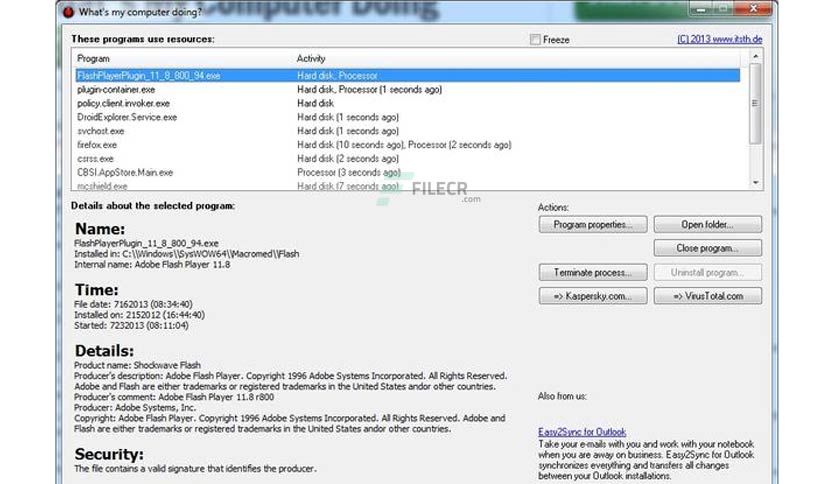 Computer Doing
What's my computer doing?
These programs use resources:
Freeze
(C) 2013 www.itsth.de
Program Activity
FlashPlayerPlugin_11_8_800_94.exe Hard disk, Processor
plugin-container.exe Hard disk, Processor (1 seconds ago)
policy.client.invoker.exe Hard disk
DroidExplorer.Service.exe Hard disk (1 seconds ago)
svchost.exe Hard disk (1 seconds ago)
firefox.exe Hard disk (10 seconds ago), Processor (2 seconds ago)
csrss.exe Hard disk (2 seconds ago)
CBSI.AppStore.Main.exe Processor (3 seconds ago)
mcshield.exe Hard disk (7 seconds ago)
FILECR
.com
Details about the selected program:
Name:
FlashPlayerPlugin_11_8_800_94.exe
Installed in: C:\\Windows\\SysWOW64\\Macromed\\Flash
Internal name: Adobe Flash Player 11.8
Time:
File date: 7162013 (08:34:40)
Installed on: 2152012 (16:44:40)
Started: 7232013 (08:11:04)
Details:
Product name: Shockwave Flash
Producer's description: Adobe Flash Player. Copyright 1996 Adobe Systems Incorporated. All Rights Reserved.
Adobe and Flash are either trademarks or registered trademarks in the United States andor other countries.
Producer's comment: Adobe Flash Player 11.8 r800
Producer: Adobe Systems, Inc.
Copyright: Adobe Flash Player. Copyright 1996 Adobe Systems Incorporated. All Rights Reserved. Adobe and
Flash are either trademarks or registered trademarks in the United States andor other countries.
Security:
The file contains a valid signature that identifies the producer.
Actions:
Program properties... Open folder...
Close program...
Terminate process... Uninstall program...
=> Kaspersky.com... => VirusTotal.com
Also from us:
Easy2Sync for Outlook
Take your e-mails with you and work with your notebook
when you are away on business. Easy2Sync for Outlook
synchronizes everything and transfers all changes
between your Outlook installations.